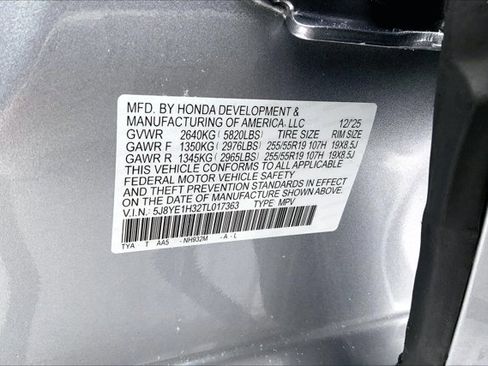 MFD. BY HONDA DEVELOPMENT &
MANUFACTURING OF AMERICA, LLC 12/25
GVWR 2640KG (5820LBS) TIRE SIZE RIM SIZE
GAWR F 1350KG (2976LBS) 255/55R19 107H 19X8.5J
GAWR R 1345KG (2965LBS) 255/55R19 107H 19X8.5J
THIS VEHICLE CONFORMS TO ALL APPLICABLE
FEDERAL MOTOR VEHICLE SAFETY
AND THEFT PREVENTION STANDARDS IN EFFECT
ON THE DATE OF MANUFACTURE SHOWN ABOVE.
V.I.N.: 5J8YE1H32TL017363 TYPE: MPV
TYA T AA5 - NH932M - A - L